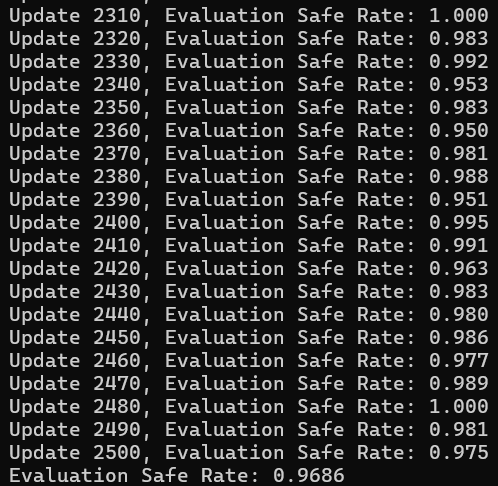 Update 2310, Evaluation Safe Rate: 1.000
Update 2320, Evaluation Safe Rate: 0.983
Update 2330, Evaluation Safe Rate: 0.992
Update 2340, Evaluation Safe Rate: 0.953
Update 2350, Evaluation Safe Rate: 0.983
Update 2360, Evaluation Safe Rate: 0.950
Update 2370, Evaluation Safe Rate: 0.981
Update 2380, Evaluation Safe Rate: 0.988
Update 2390, Evaluation Safe Rate: 0.951
Update 2400, Evaluation Safe Rate: 0.995
Update 2410, Evaluation Safe Rate: 0.991
Update 2420, Evaluation Safe Rate: 0.963
Update 2430, Evaluation Safe Rate: 0.983
Update 2440, Evaluation Safe Rate: 0.980
Update 2450, Evaluation Safe Rate: 0.986
Update 2460, Evaluation Safe Rate: 0.977
Update 2470, Evaluation Safe Rate: 0.989
Update 2480, Evaluation Safe Rate: 1.000
Update 2490, Evaluation Safe Rate: 0.981
Update 2500, Evaluation Safe Rate: 0.975
Evaluation Safe Rate: 0.9686